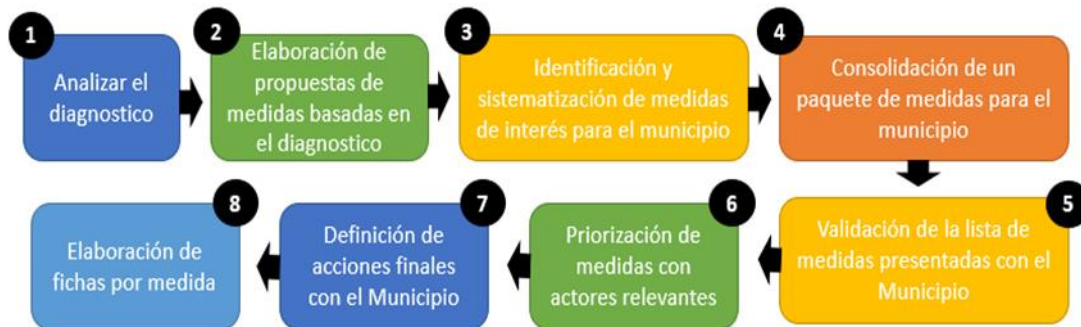 1
Analizar el
diagnostico
2
Elaboración de
propuestas de
medidas basadas en
el diagnostico
3
Identificación y
sistematización de medidas
de interés para el municipio
4
Consolidación de un
paquete de medidas para el
municipio
5
Validación de la lista de
medidas presentadas con el
Municipio
6
Priorización de
medidas con
actores relevantes
7
Definición de
acciones finales
con el Municipio
8
Elaboración de
fichas por medida